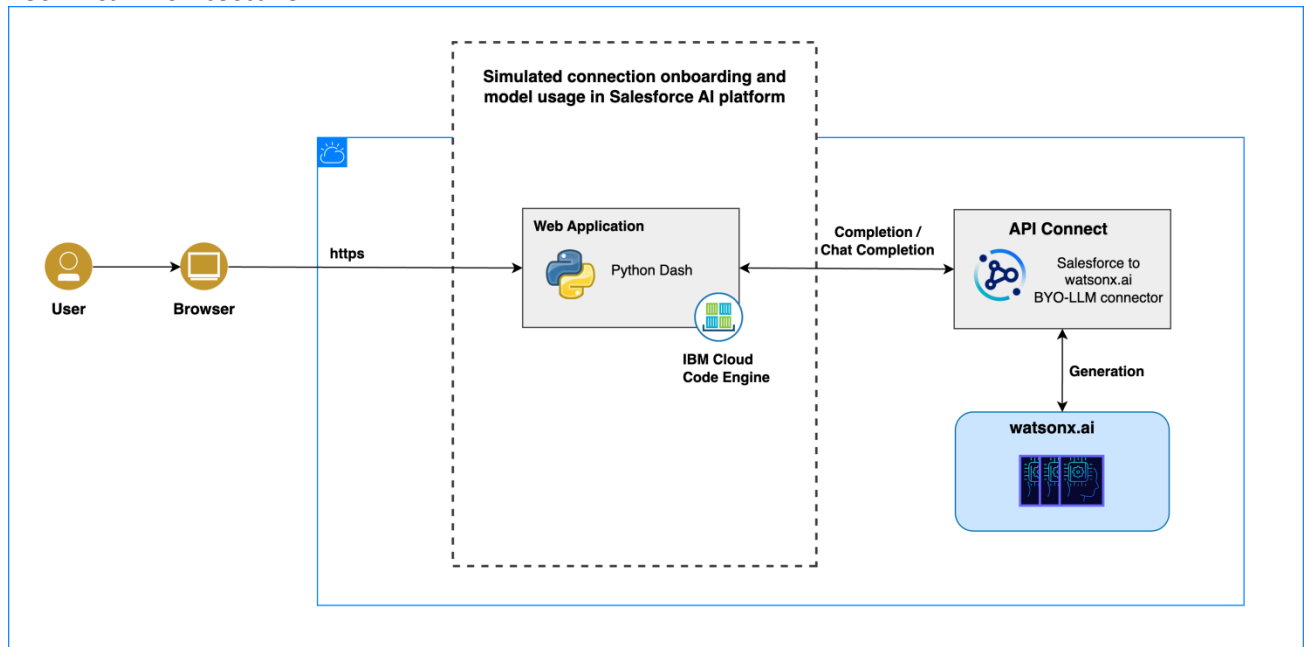 Simulated connection onboarding and
model usage in Salesforce AI platform
User
Browser
https
Web Application
Python Dash
IBM Cloud
Code Engine
Completion /
Chat Completion
API Connect
Salesforce to
watsonx.ai
BYO-LLM connector
Generation
watsonx.ai